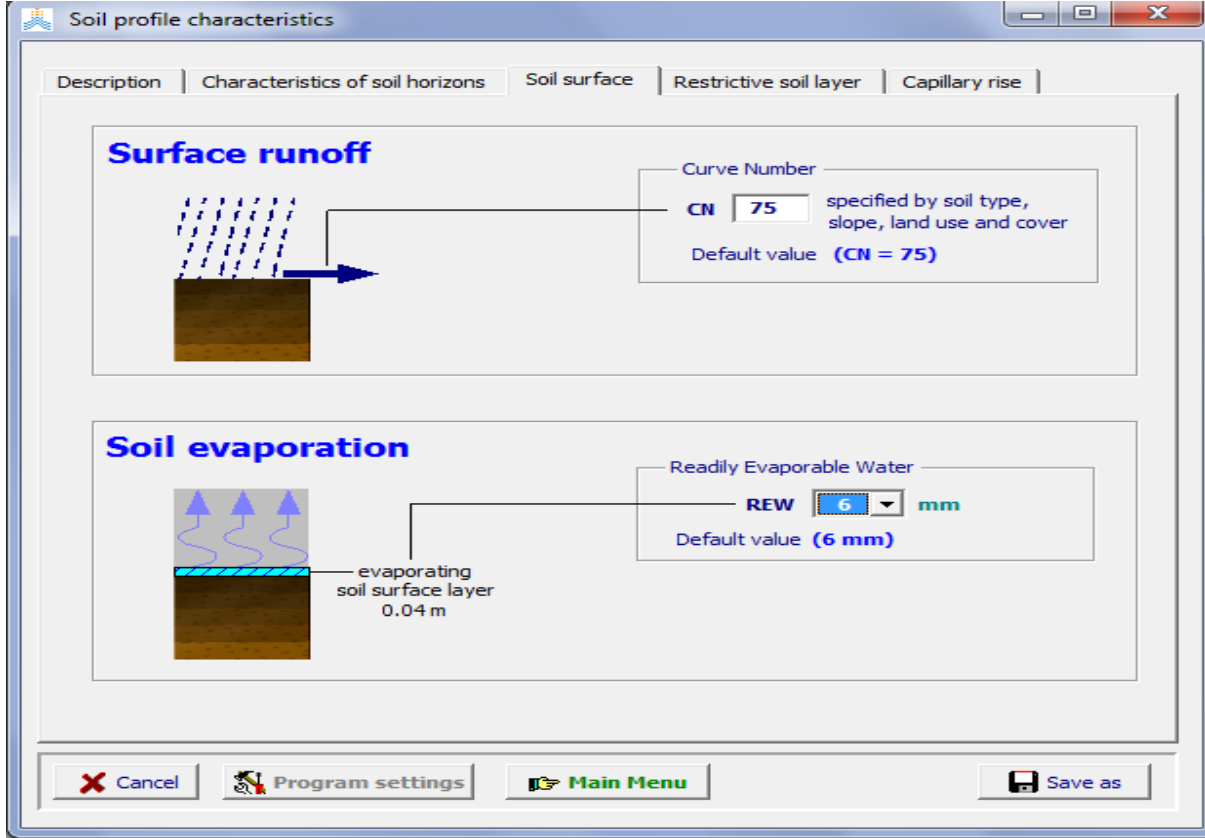 Soil profile characteristics
Description
Characteristics of soil horizons
Soil surface
Restrictive soil layer
Capillary rise
Surface runoff
Curve Number
CN 75 specified by soil type,
slope, land use and cover
Default value (CN = 75)
Soil evaporation
Readily Evaporable Water
REW 6 mm
Default value (6 mm)
evaporating
soil surface layer
0.04 m
Cancel
Program settings
Main Menu
Save as